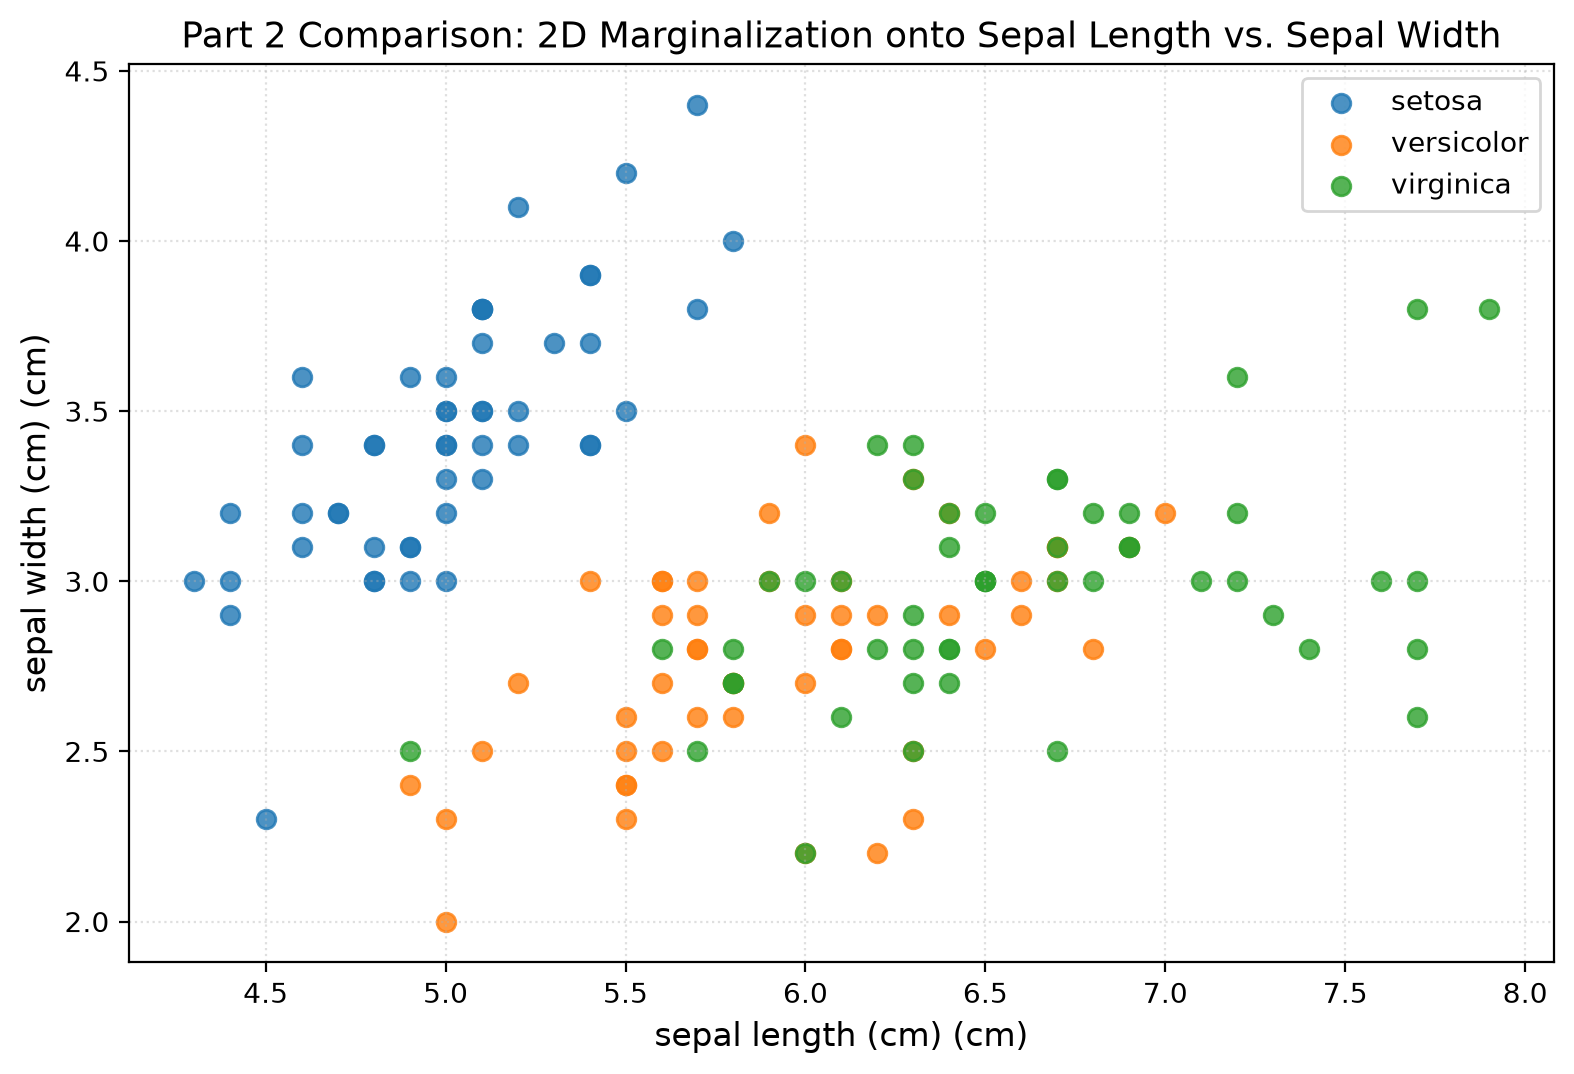 Part 2 Comparison: 2D Marginalization onto Sepal Length vs. Sepal Width
setosa
versicolor
virginica
sepal width (cm) (cm)
4.5
4.0
3.5
3.0
2.5
2.0
4.5 5.0 5.5 6.0 6.5 7.0 7.5 8.0
sepal length (cm) (cm)